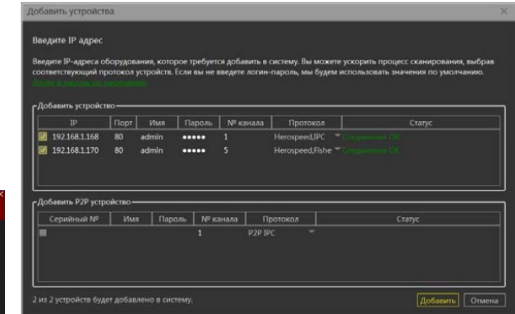 Добавить устройства
Введите IP адрес
Введите IP-адреса оборудования, которое требуется добавить в систему. Вы можете ускорить процесс сканирования, выбрав
соответствующий протокол устройств. Если вы не введете логин-пароль, мы будем использовать значения по умолчанию.
Добавить устройство
IP Порт Имя Пароль № канала Протокол Статус
192.168.1.168 80 admin ●●●●● 1 Herospeed,IPC Соединение ОК
192.168.1.170 80 admin ●●●●● 5 Herospeed,Fishe Соединение ОК
Добавить P2P устройство
Серийный № Имя Пароль № канала Протокол Статус
1 P2P IPC
2 из 2 устройств будет добавлено в систему.
Добавить Отмена